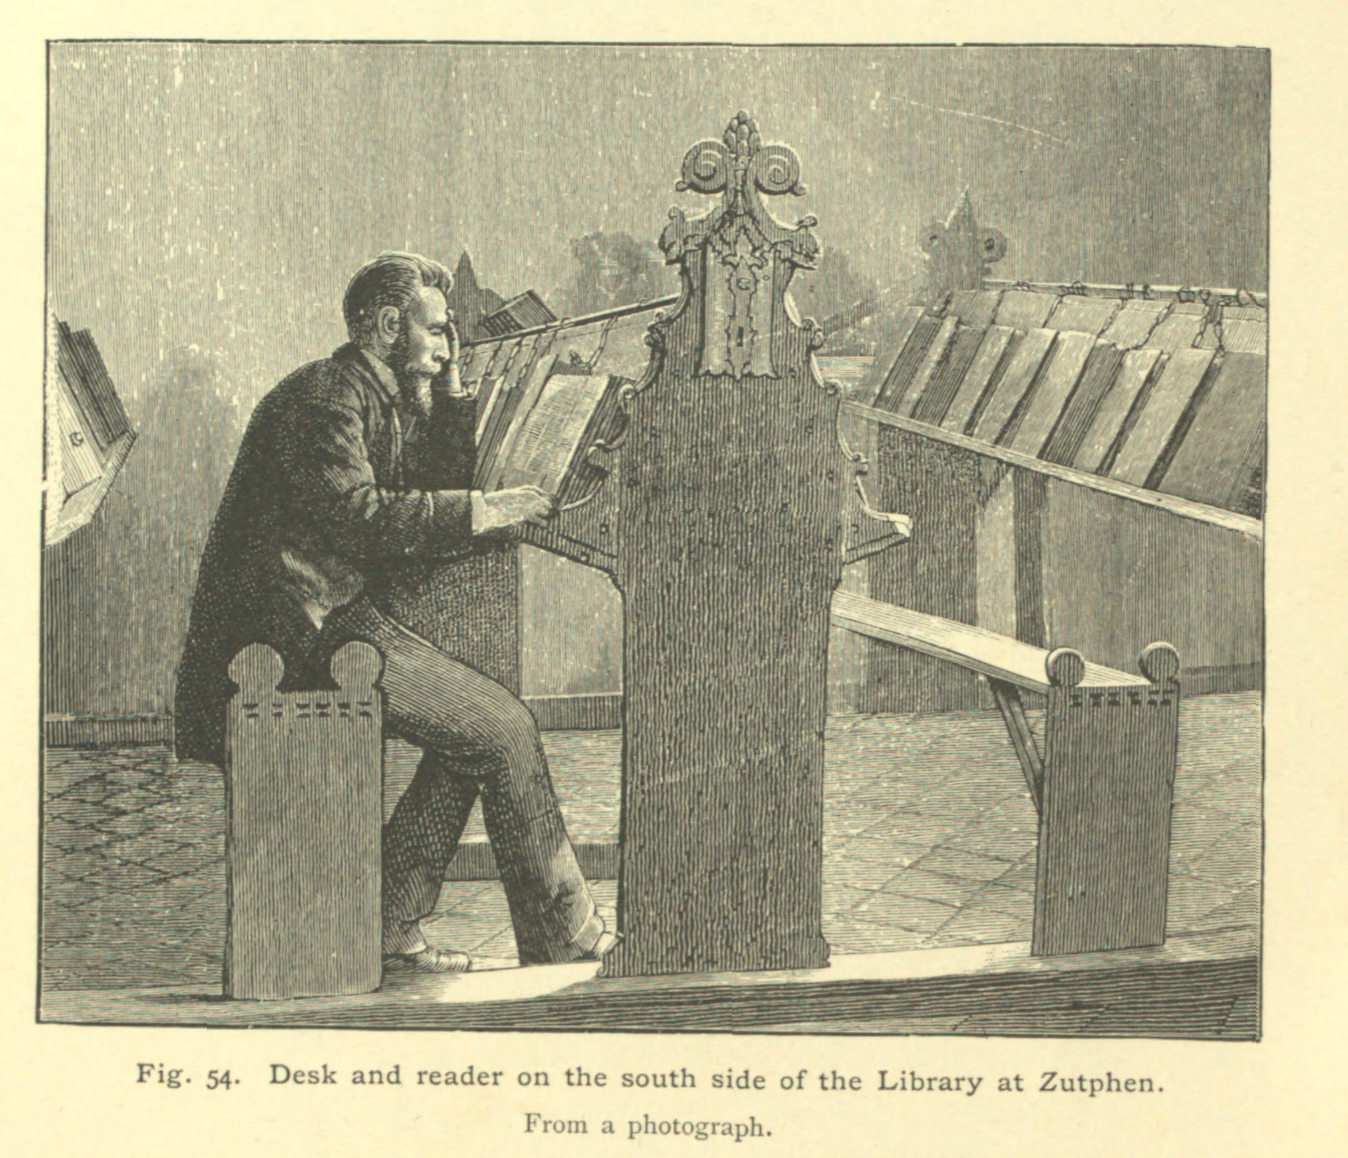 Fig. 54. Desk and reader on the south side of the Library at Zutphen.
From a photograph.